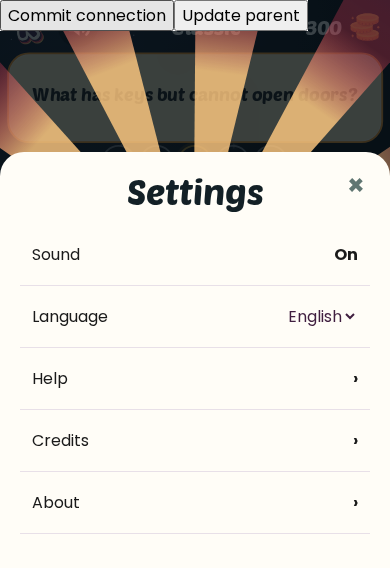 Commit connection Update parent
Classic 300
What has keys but cannot open doors?
Settings
Sound On
Language English
Help
Credits
About